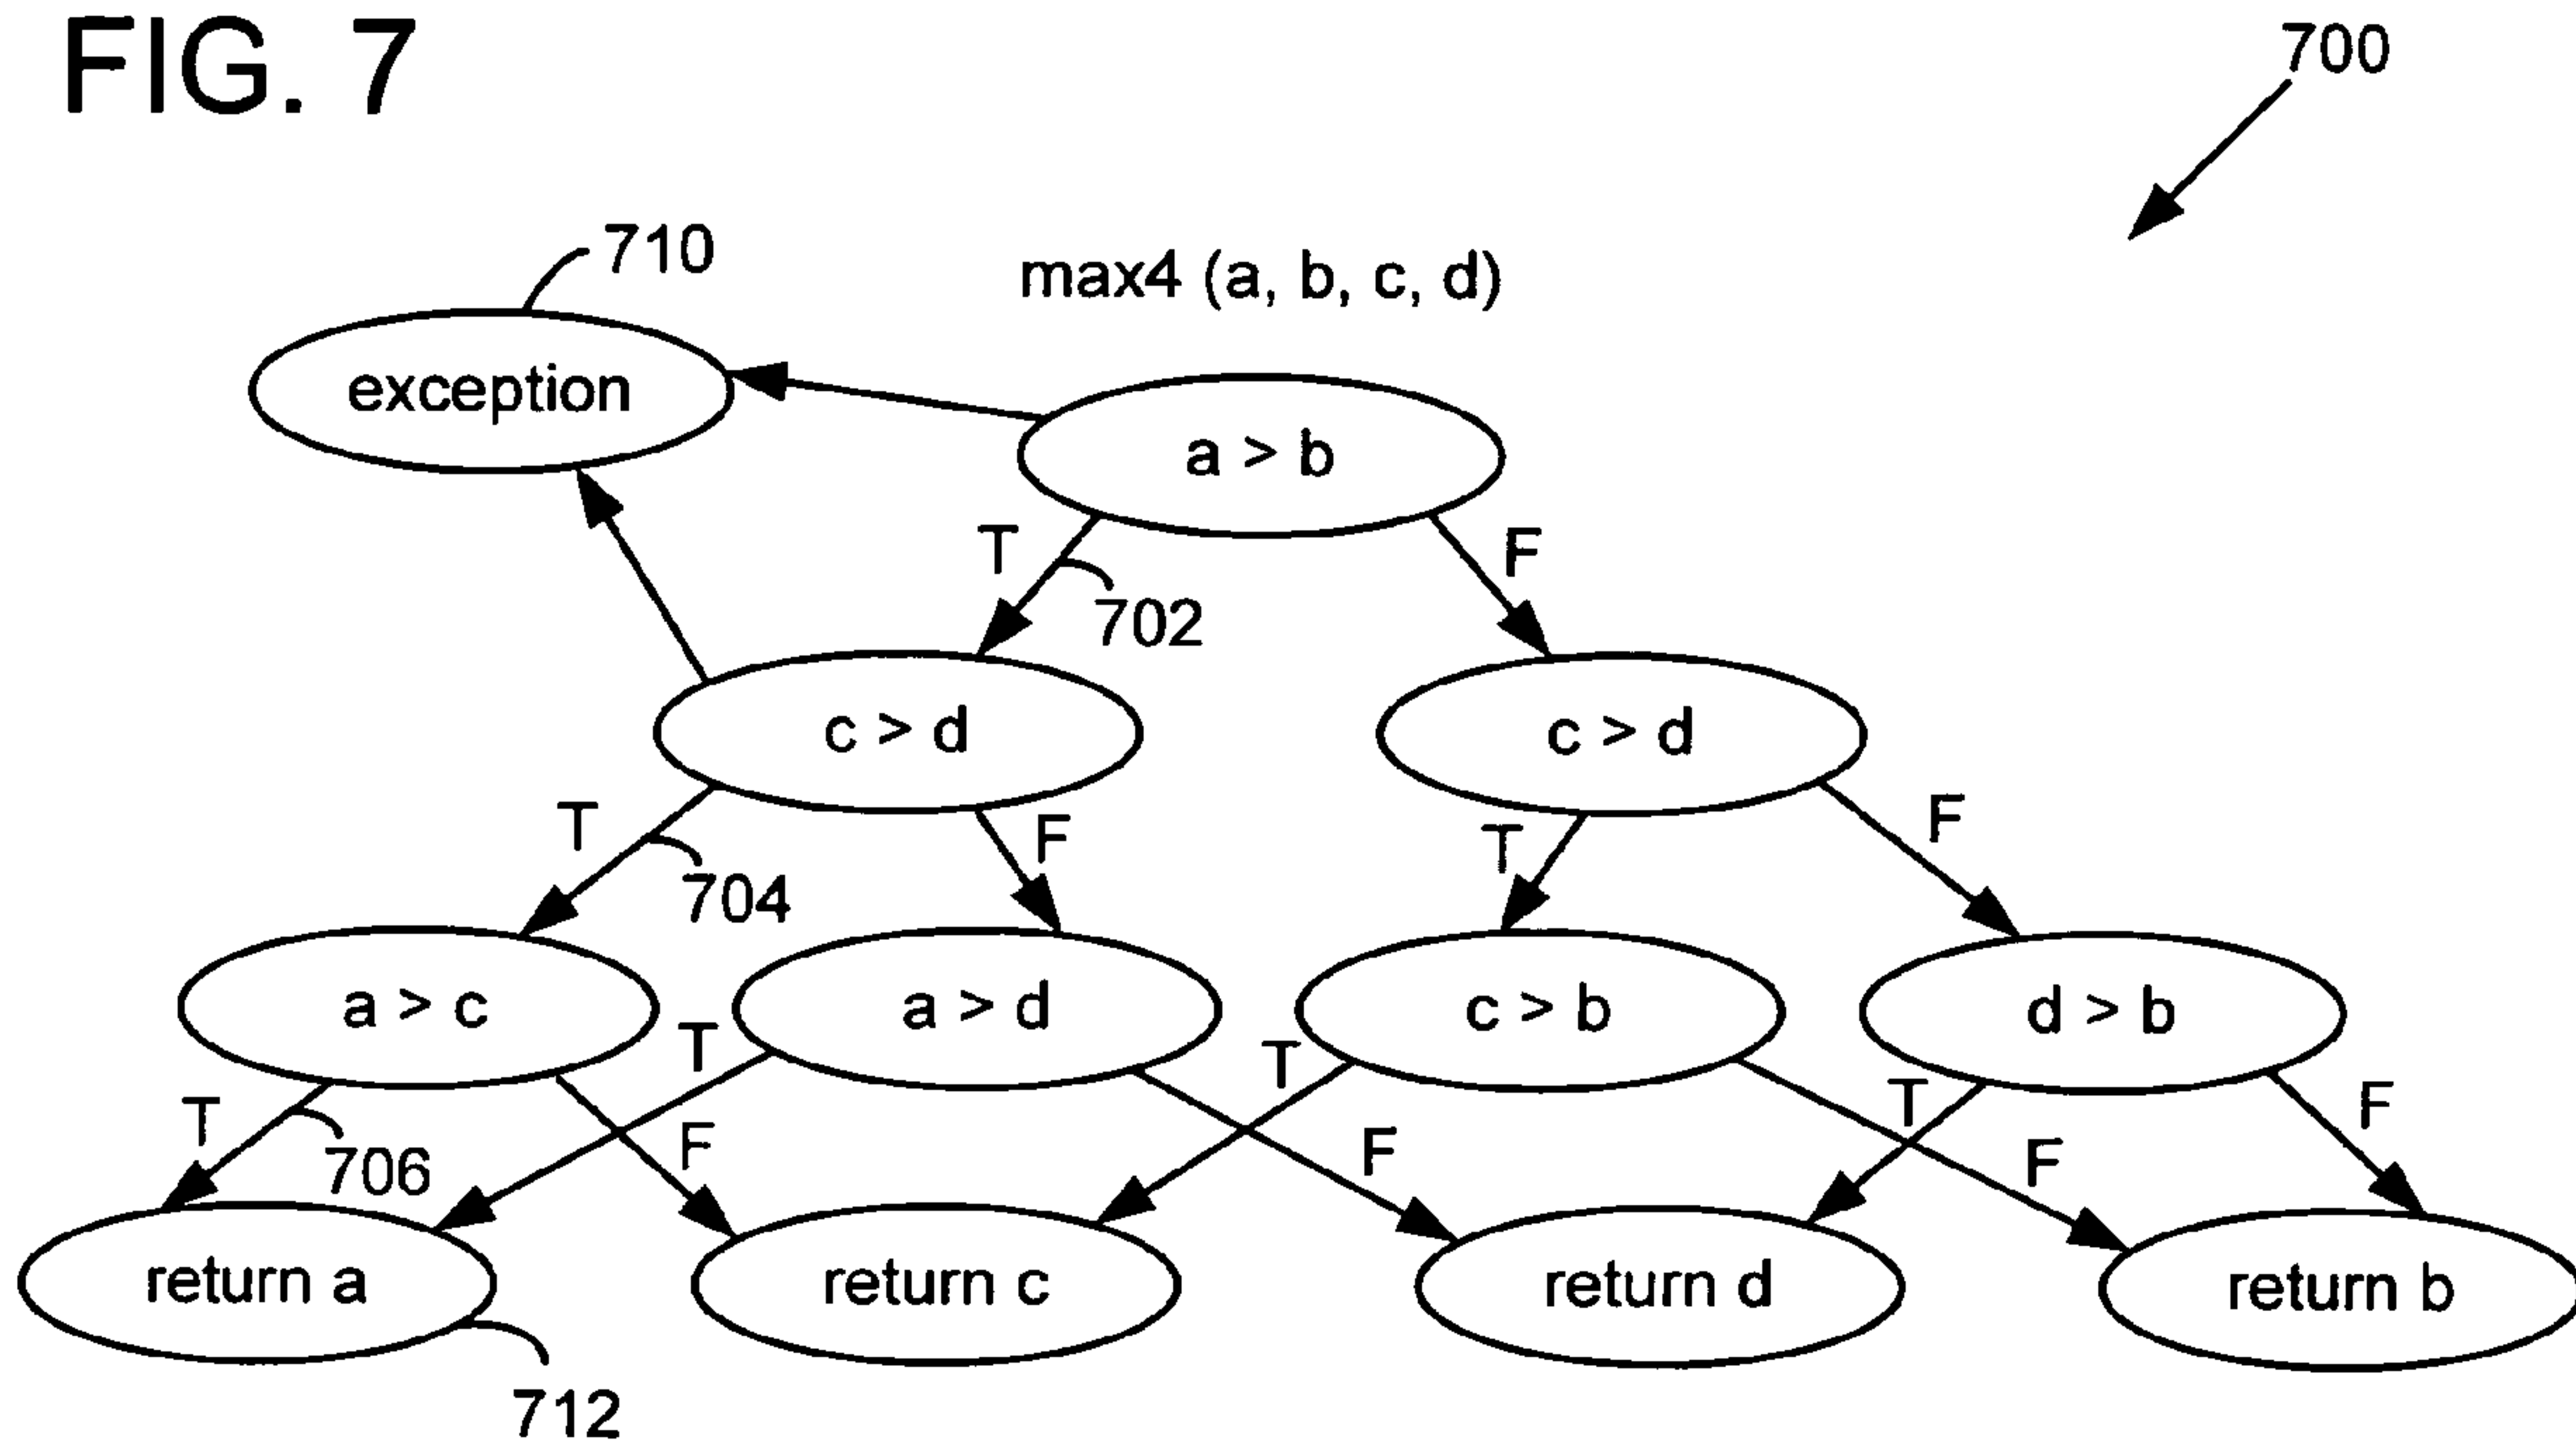 FIG. 7
700
710
max4 (a, b, c, d)
exception
a > b
T
F
702
c > d
c > d
T
F
T
F
704
a > c
a > d
c > b
d > b
T
T
F
T
F
T
F
F
706
return a
return c
return d
return b
712